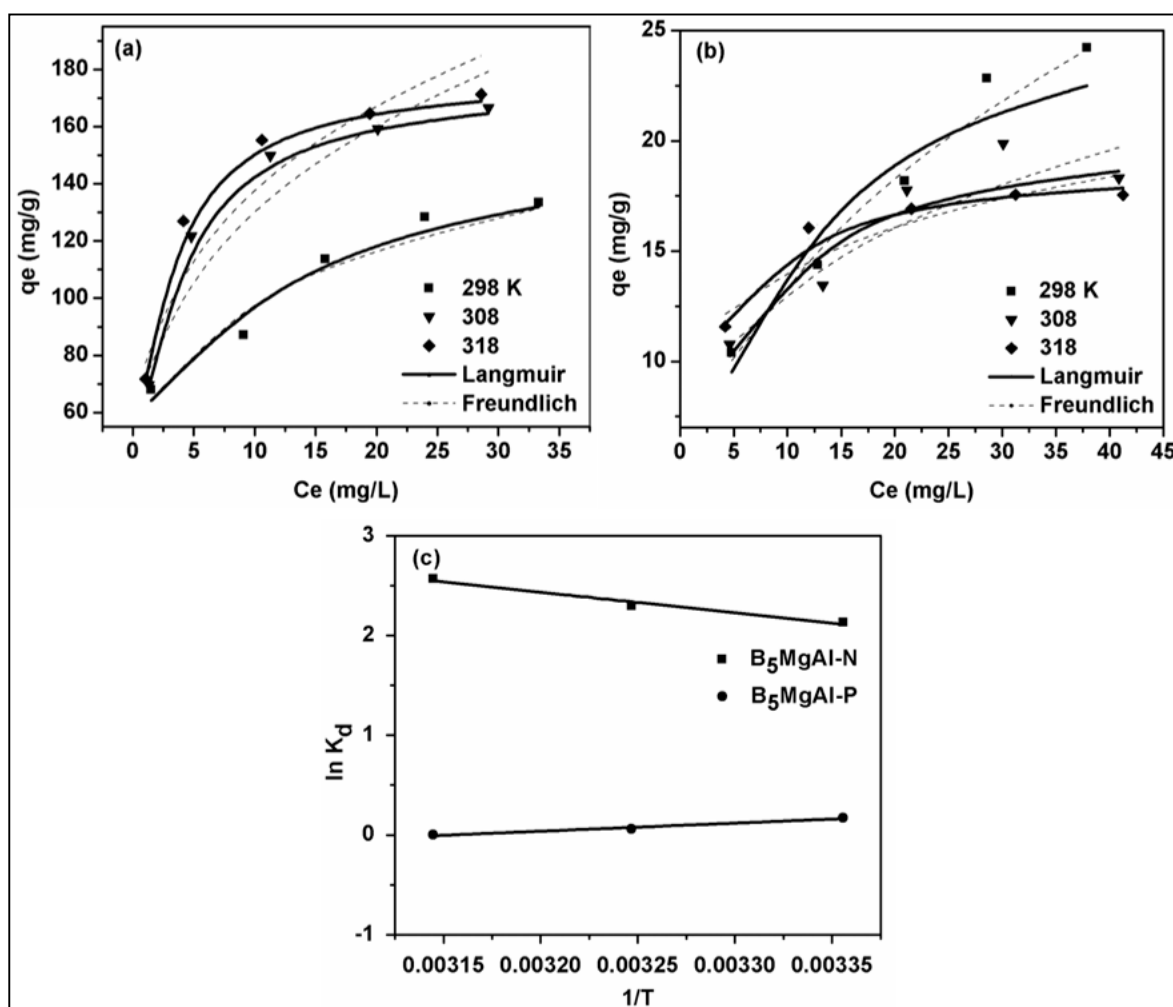 (a)
qe (mg/g)
180
160
140
120
100
80
60
298 K
308
318
Langmuir
Freundlich
0 5 10 15 20 25 30 35
Ce (mg/L)
(b)
qe (mg/g)
25
20
15
10
298 K
308
318
Langmuir
Freundlich
0 5 10 15 20 25 30 35 40 45
Ce (mg/L)
(c)
ln K_d
3
2
1
0
-1
B₅MgAl-N
B₅MgAl-P
0.00315 0.00320 0.00325 0.00330 0.00335
1/T